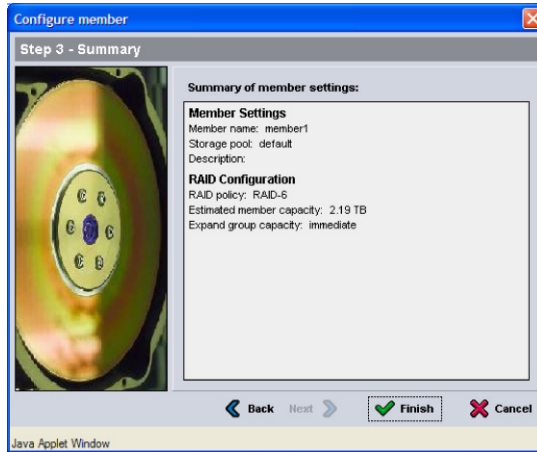 Configure member
Step 3 - Summary
Summary of member settings:
Member Settings
Member name: member1
Storage pool: default
Description:
RAID Configuration
RAID policy: RAID-6
Estimated member capacity: 2.19 TB
Expand group capacity: immediate
Back Next Finish Cancel
Java Applet Window